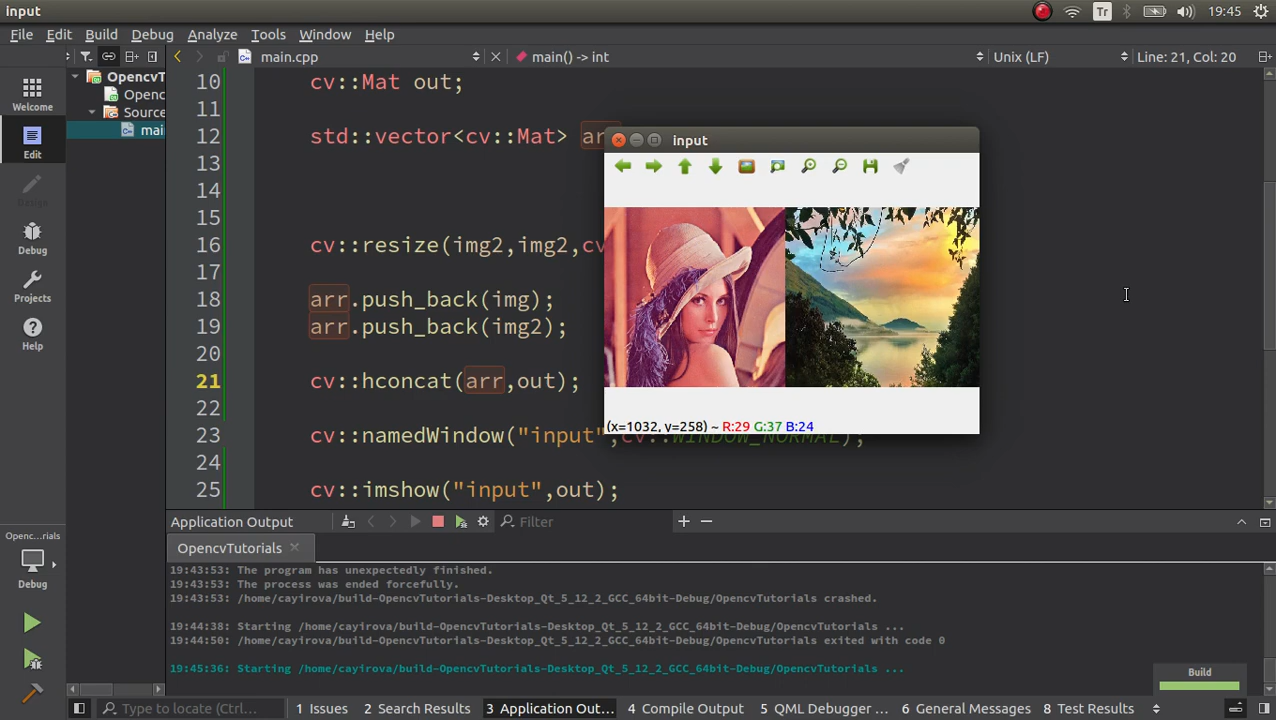 input
Tr
19:45
File Edit Build Debug Analyze Tools Window Help
main.cpp
main() -> int
Unix (LF)
Line: 21, Col: 20
Welcome
Edit
Design
Debug
Projects
Help
OpencvT
Openc
Source
mai
10 cv::Mat out;
11
12 std::vector<cv::Mat> arr
13
14
15
16 cv::resize(img2,img2,cv
17
18 arr.push_back(img);
19 arr.push_back(img2);
20
21 cv::hconcat(arr,out);
22
23 cv::namedWindow("input",cv::WINDOW_NORMAL);
24
25 cv::imshow("input",out);
input
(x=1032, y=258) ~ R:29 G:37 B:24
Application Output
Filter
OpencvTutorials
19:43:53: The program has unexpectedly finished.
19:43:53: The process was ended forcefully.
19:43:53: /home/cayirova/build-OpencvTutorials-Desktop_Qt_5_12_2_GCC_64bit-Debug/OpencvTutorials crashed.
19:44:38: Starting /home/cayirova/build-OpencvTutorials-Desktop_Qt_5_12_2_GCC_64bit-Debug/OpencvTutorials ...
19:44:50: /home/cayirova/build-OpencvTutorials-Desktop_Qt_5_12_2_GCC_64bit-Debug/OpencvTutorials exited with code 0
19:45:36: Starting /home/cayirova/build-OpencvTutorials-Desktop_Qt_5_12_2_GCC_64bit-Debug/OpencvTutorials ...
Openc...rials
Debug
Build
Type to locate (Ctrl...
1 Issues
2 Search Results
3 Application Out...
4 Compile Output
5 QML Debugger ...
6 General Messages
8 Test Results